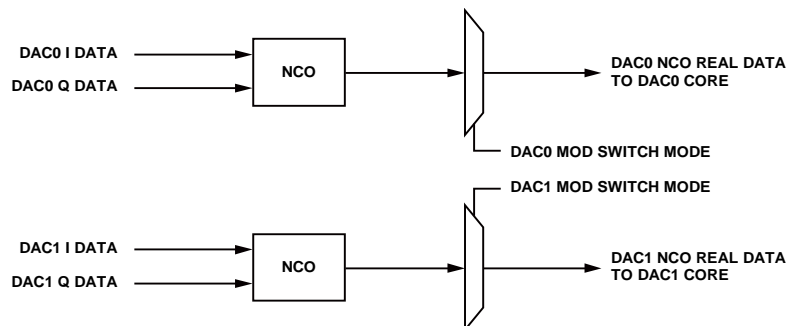 DAC0 I DATA
DAC0 Q DATA
NCO
DAC0 NCO REAL DATA
TO DAC0 CORE
DAC0 MOD SWITCH MODE
DAC1 MOD SWITCH MODE
DAC1 I DATA
DAC1 Q DATA
NCO
DAC1 NCO REAL DATA
TO DAC1 CORE